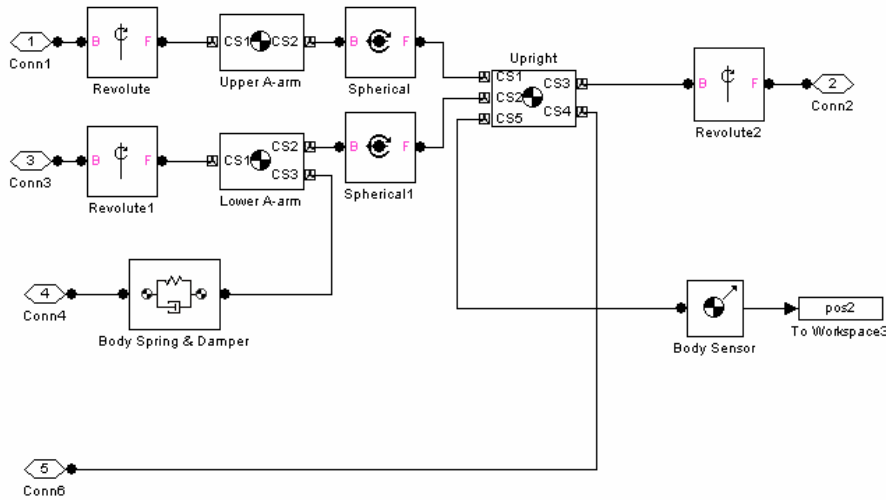 Upright
1
B
F
CS1
CS2
B
F
CS1
CS2
CS5
CS3
CS4
B
F
2
Conn1
Revolute
Upper A-arm
Spherical
Revolute2
Conn2
3
B
F
CS1
CS2
CS3
B
F
Conn3
Revolute1
Lower A-arm
Spherical1
4
Conn4
Body Spring & Damper
pos2
Body Sensor
To Workspace3
5
Conn6